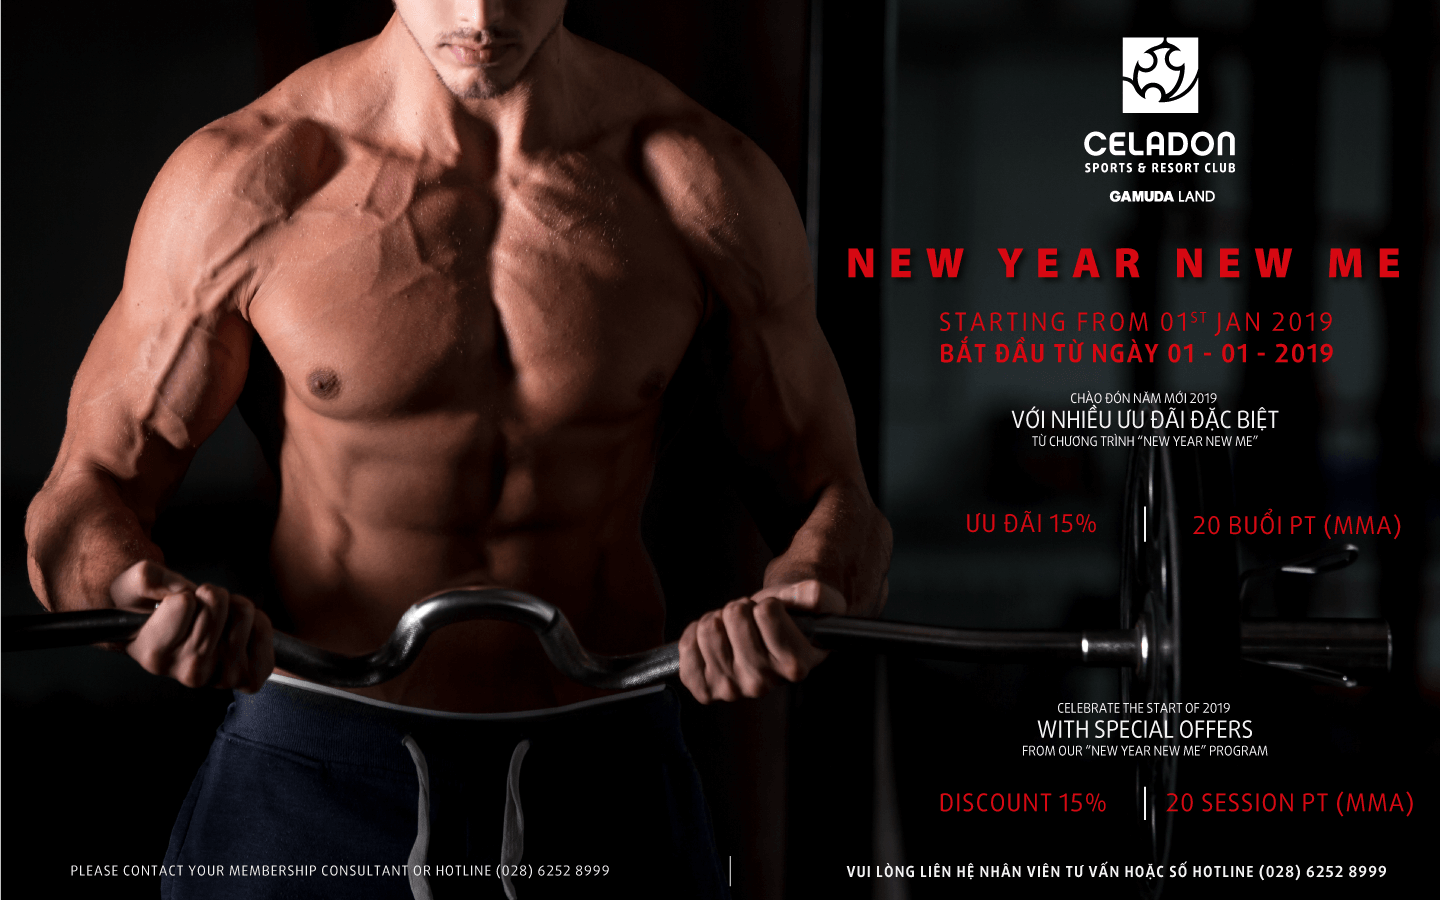 CELADON
SPORTS & RESORT CLUB
GAMUDA LAND
NEW YEAR NEW ME
STARTING FROM 01ST JAN 2019
BẮT ĐẦU TỪ NGÀY 01 - 01 - 2019
CHÀO ĐÓN NĂM MỚI 2019
VỚI NHIỀU ƯU ĐÃI ĐẶC BIỆT
TỪ CHƯƠNG TRÌNH “NEW YEAR NEW ME”
ƯU ĐÃI 15% | 20 BUỔI PT (MMA)
CELEBRATE THE START OF 2019
WITH SPECIAL OFFERS
FROM OUR “NEW YEAR NEW ME” PROGRAM
DISCOUNT 15% | 20 SESSION PT (MMA)
PLEASE CONTACT YOUR MEMBERSHIP CONSULTANT OR HOTLINE (028) 6252 8999
VUI LÒNG LIÊN HỆ NHÂN VIÊN TƯ VẤN HOẶC SỐ HOTLINE (028) 6252 8999